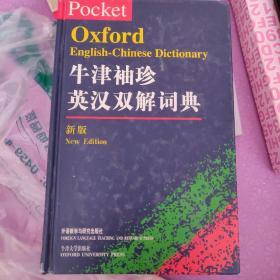 Pocket
Oxford
English-Chinese Dictionary
牛津袖珍
英汉双解词典
新版
New Edition
外语教学与研究出版社
FOREIGN LANGUAGE TEACHING AND RESEARCH PRESS
牛津大学出版社
OXFORD UNIVERSITY PRESS